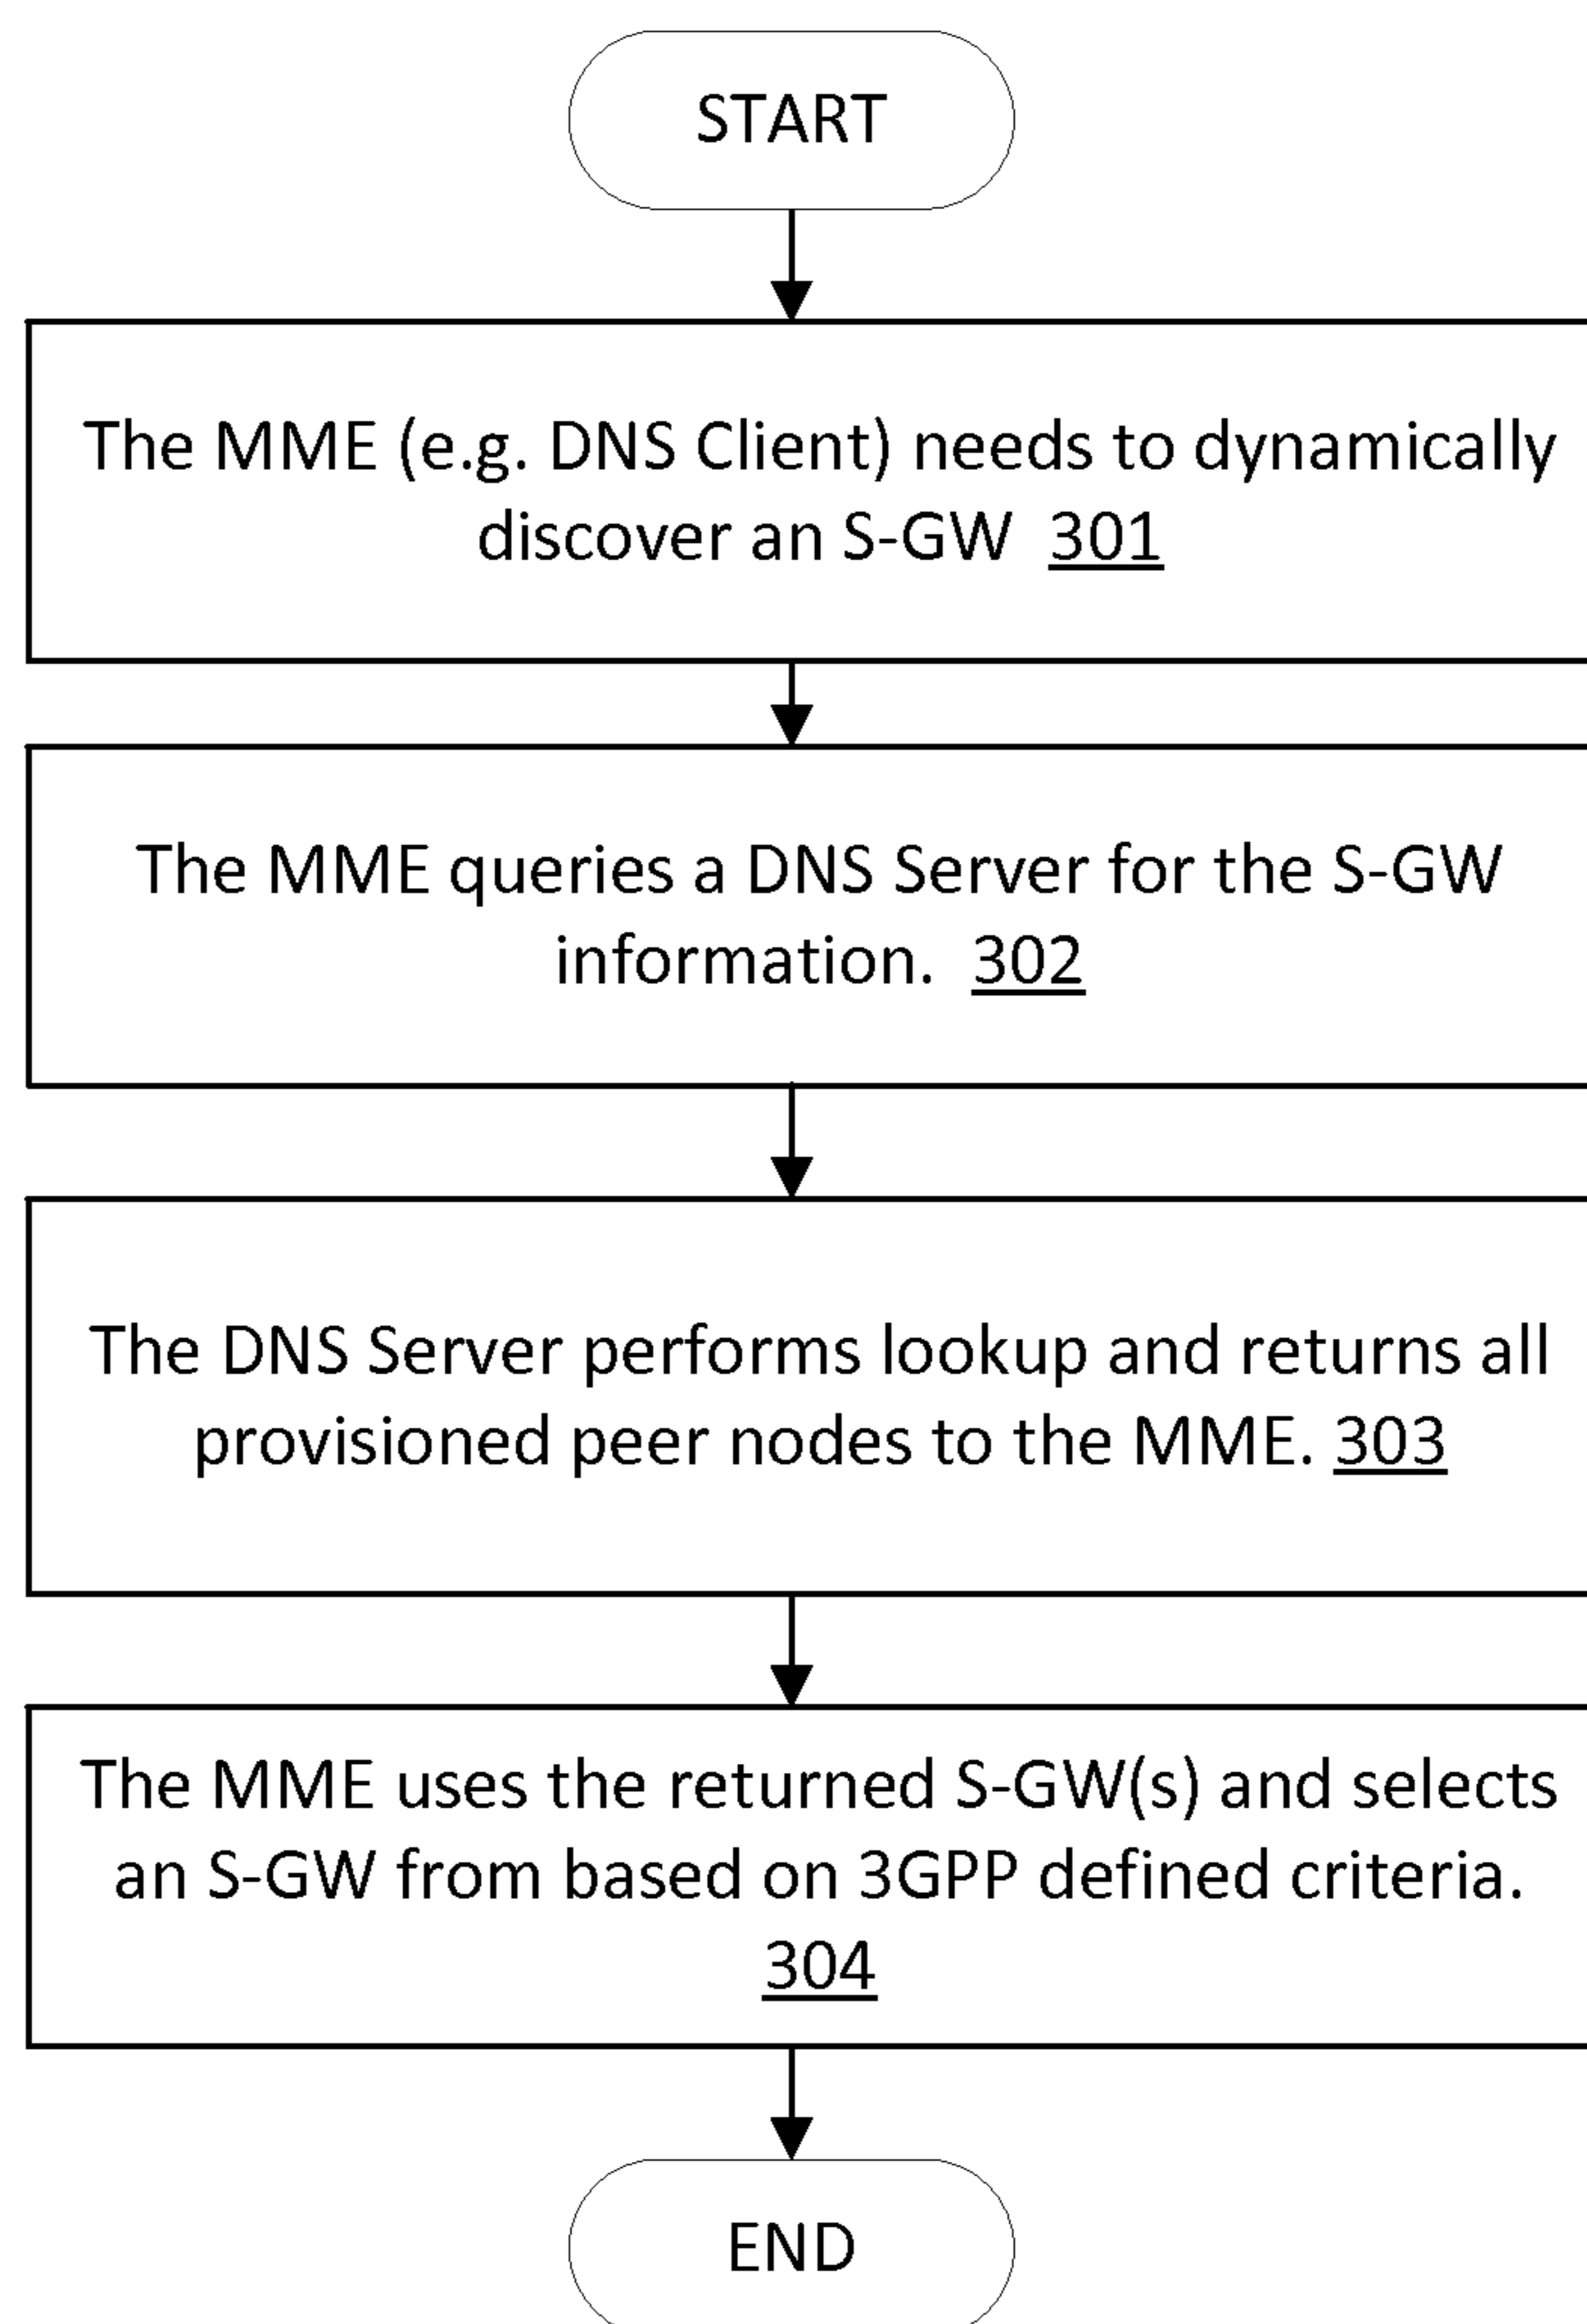 START
The MME (e.g. DNS Client) needs to dynamically
discover an S-GW 301
The MME queries a DNS Server for the S-GW
information. 302
The DNS Server performs lookup and returns all
provisioned peer nodes to the MME. 303
The MME uses the returned S-GW(s) and selects
an S-GW from based on 3GPP defined criteria.
304
END